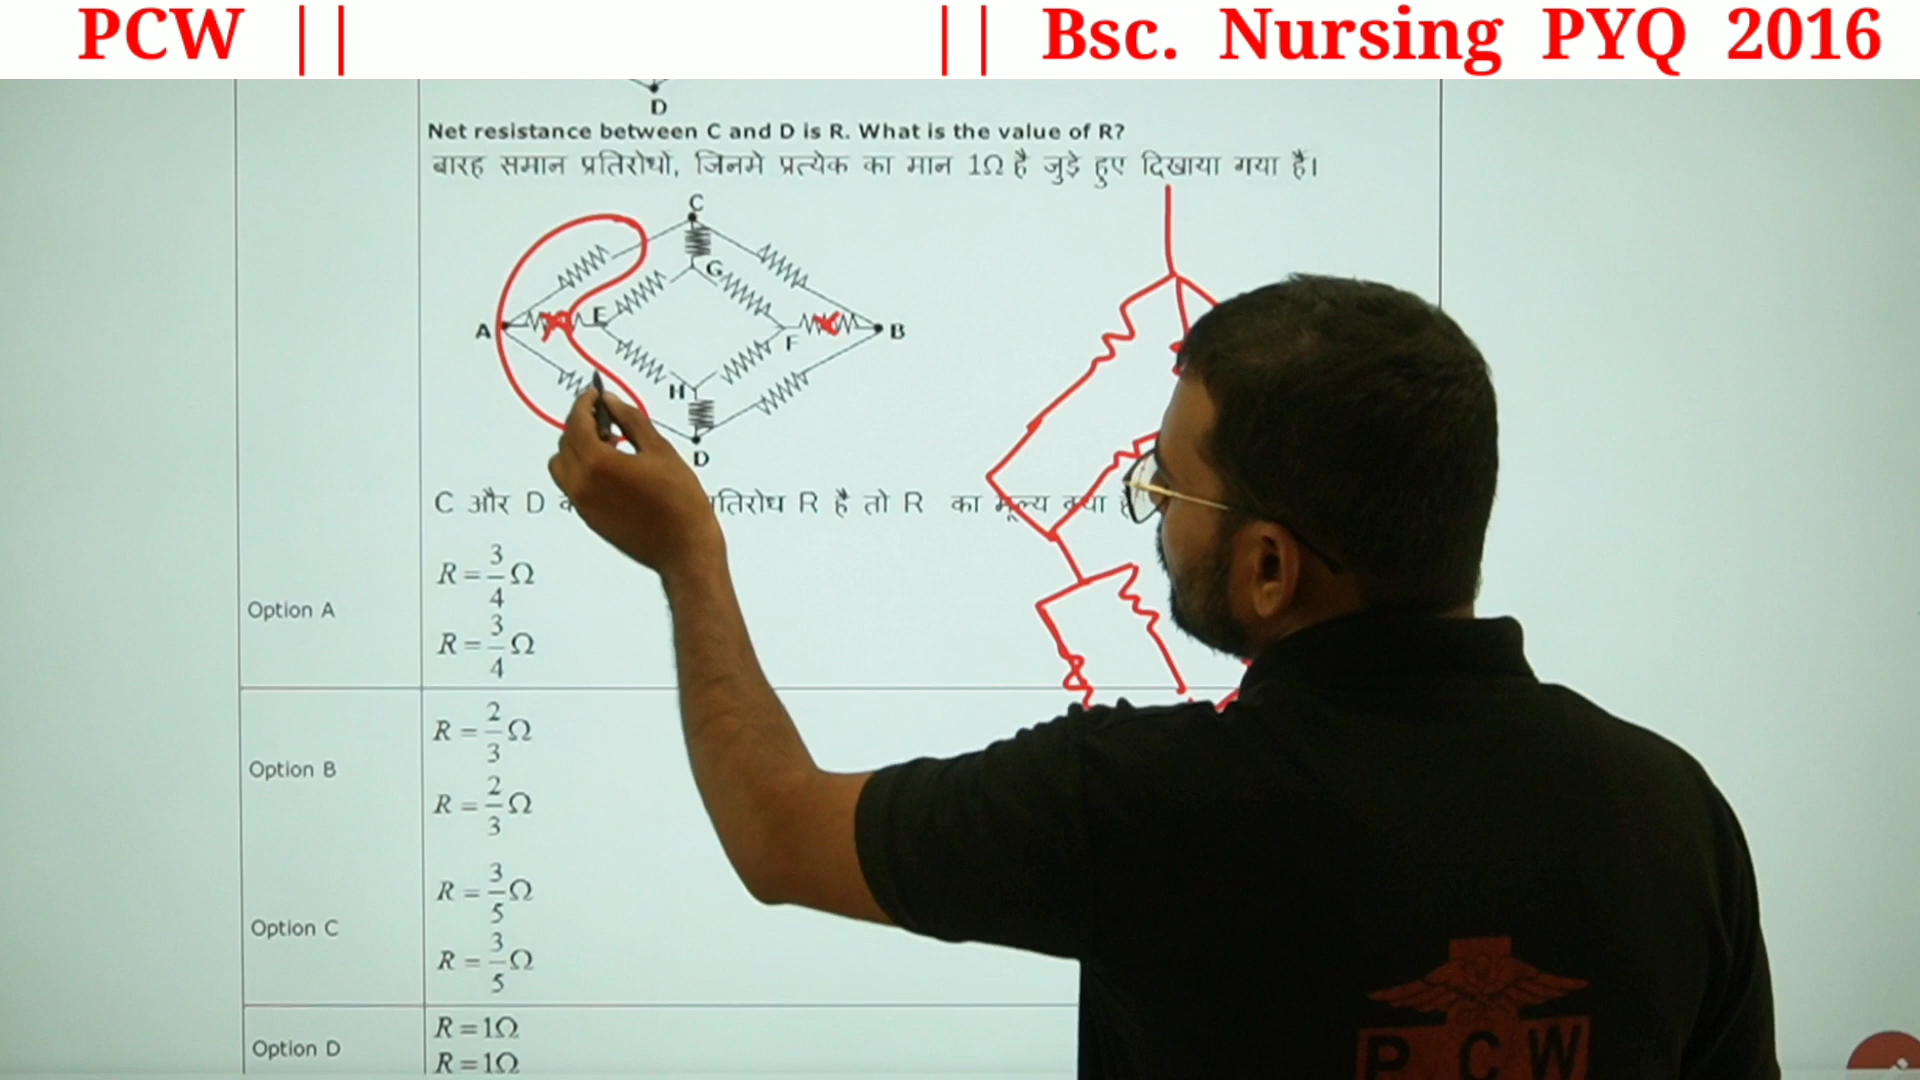 PCW || || Bsc. Nursing PYQ 2016
D
Net resistance between C and D is R. What is the value of R?
बारह समान प्रतिरोधों, जिनमे प्रत्येक का मान 1Ω है जुड़े हुए दिखाया गया है।
C
G
A E F B
H
D
C और D तिरोध R है तो R का मूल्य क्या
Option A
R = 3/4 Ω
R = 3/4 Ω
Option B
R = 2/3 Ω
R = 2/3 Ω
Option C
R = 3/5 Ω
R = 3/5 Ω
Option D
R = 1Ω
R = 1Ω
P C W